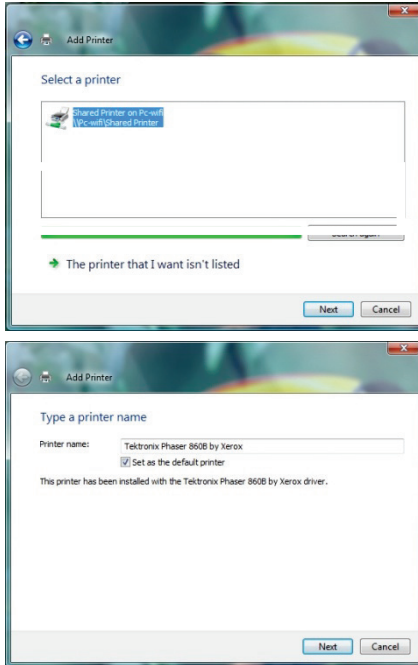 Add Printer
Select a printer
Shared Printer on Pc-wifi
\\Pc-wifi\Shared Printer
The printer that I want isn't listed
Next
Cancel
Add Printer
Type a printer name
Printer name:
Tektronix Phaser 860B by Xerox
Set as the default printer
This printer has been installed with the Tektronix Phaser 860B by Xerox driver.
Next
Cancel